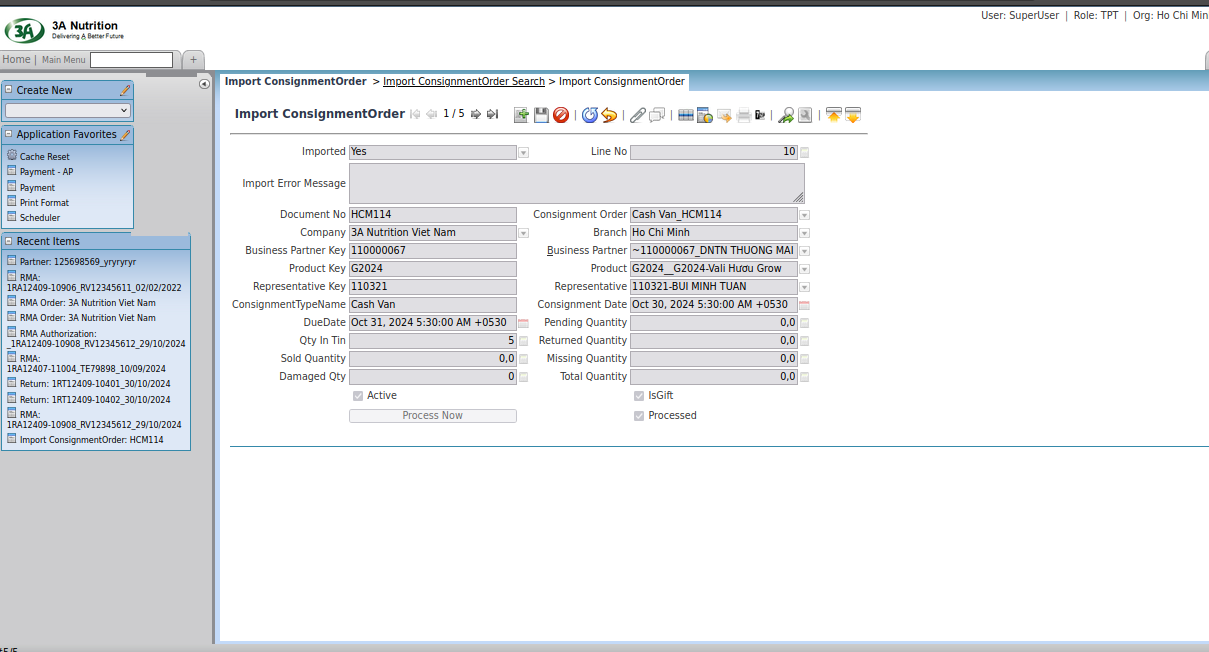 User: SuperUser | Role: TPT | Org: Ho Chi Min
3A
3A Nutrition
Delivering A Better Future
Home | Main Menu
+
Create New
Application Favorites
Cache Reset
Payment - AP
Payment
Print Format
Scheduler
Recent Items
Partner: 125698569_yryryryr
RMA:
1RA12409-10906_RV12345611_02/02/2022
RMA Order: 3A Nutrition Viet Nam
RMA Order: 3A Nutrition Viet Nam
RMA Authorization:
_1RA12409-10908_RV12345612_29/10/2024
RMA:
1RA12407-11004_TE79898_10/09/2024
Return: 1RT12409-10401_30/10/2024
Return: 1RT12409-10402_30/10/2024
RMA:
1RA12409-10908_RV12345612_29/10/2024
Import ConsignmentOrder: HCM114
Import ConsignmentOrder > Import ConsignmentOrder Search > Import ConsignmentOrder
Import ConsignmentOrder 1 / 5
Imported Yes Line No 10
Import Error Message
Document No HCM114 Consignment Order Cash Van_HCM114
Company 3A Nutrition Viet Nam Branch Ho Chi Minh
Business Partner Key 110000067 Business Partner ~110000067_DNTN THUONG MAI
Product Key G2024 Product G2024__G2024-Vali Hươu Grow
Representative Key 110321 Representative 110321-BUI MINH TUAN
ConsignmentTypeName Cash Van Consignment Date Oct 30, 2024 5:30:00 AM +0530
DueDate Oct 31, 2024 5:30:00 AM +0530 Pending Quantity 0,0
Qty In Tin 5 Returned Quantity 0,0
Sold Quantity 0,0 Missing Quantity 0,0
Damaged Qty 0 Total Quantity 0,0
Active IsGift
Process Now Processed